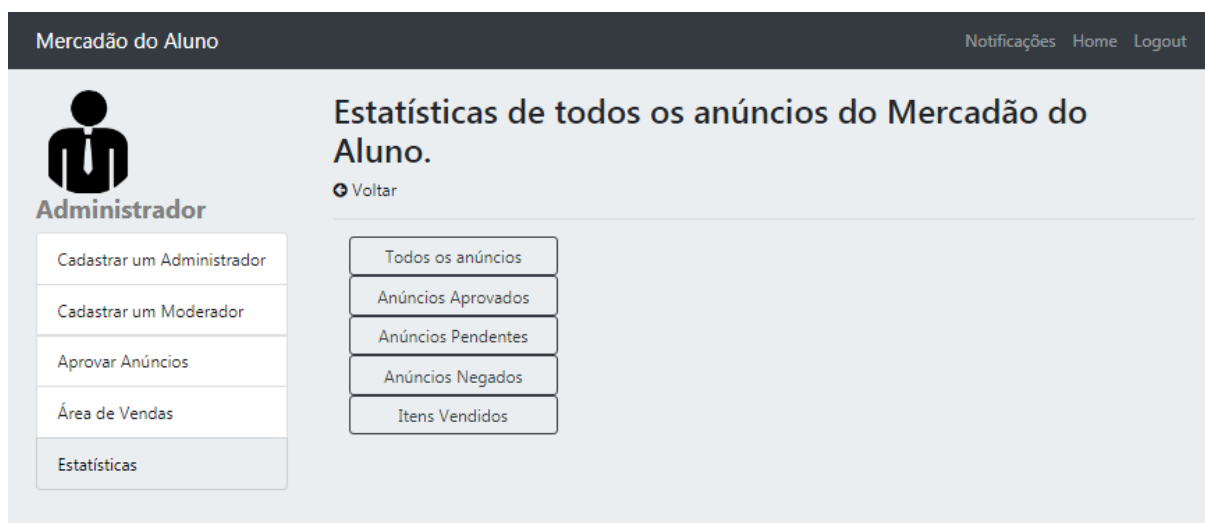 Mercadão do Aluno
Notificações Home Logout
Administrador
Cadastrar um Administrador
Cadastrar um Moderador
Aprovar Anúncios
Área de Vendas
Estatísticas
Estatísticas de todos os anúncios do Mercadão do
Aluno.
Voltar
Todos os anúncios
Anúncios Aprovados
Anúncios Pendentes
Anúncios Negados
Itens Vendidos